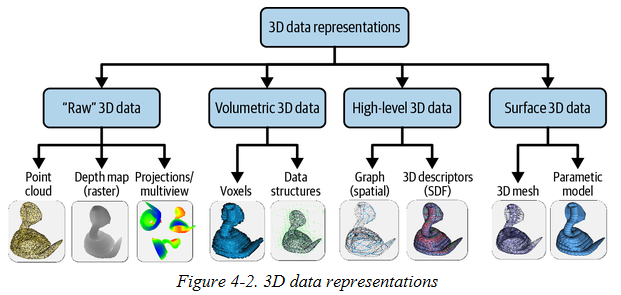 3D data representations
“Raw” 3D data
Volumetric 3D data
High-level 3D data
Surface 3D data
Point
cloud
Depth map
(raster)
Projections/
multiview
Voxels
Data
structures
Graph
(spatial)
3D descriptors
(SDF)
3D mesh
Parametic
model
Figure 4-2. 3D data representations